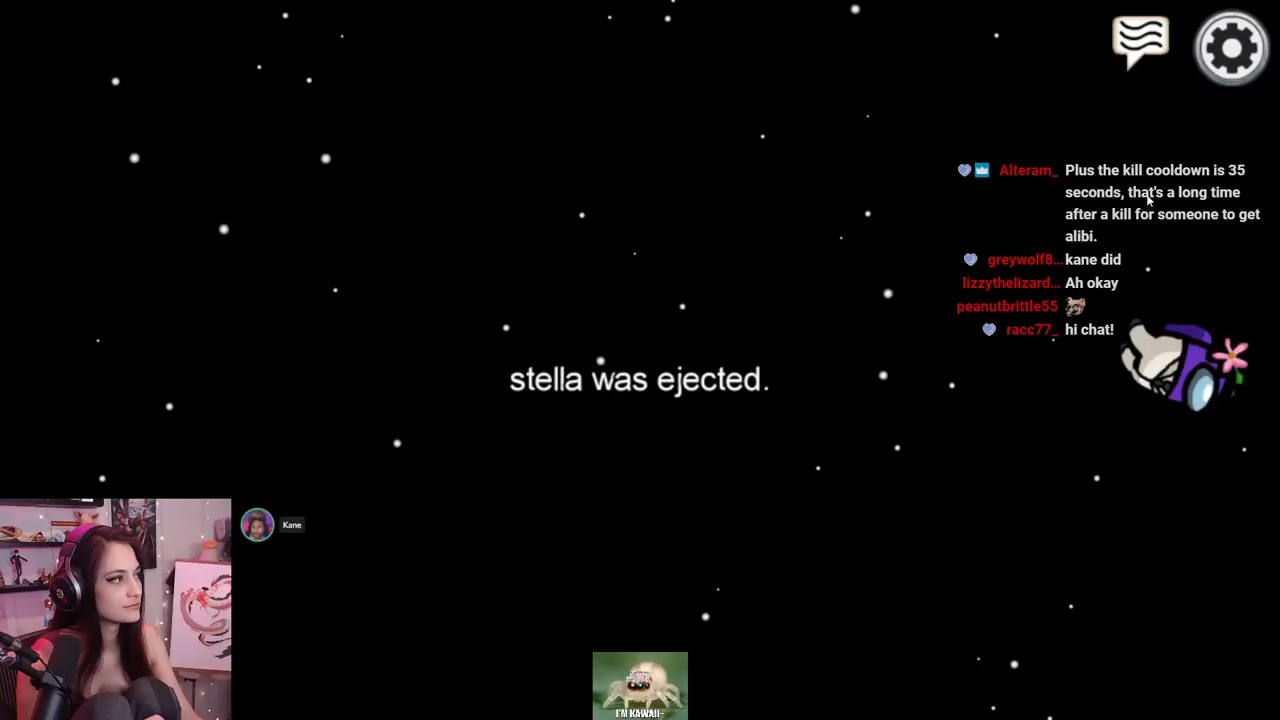 Alteram_ Plus the kill cooldown is 35
seconds, that's a long time
after a kill for someone to get
alibi.
greywolf8... kane did
lizzythelizard... Ah okay
peanutbrittle55
racc77_ hi chat!
stella was ejected.
Kane
I'M KAWAII~